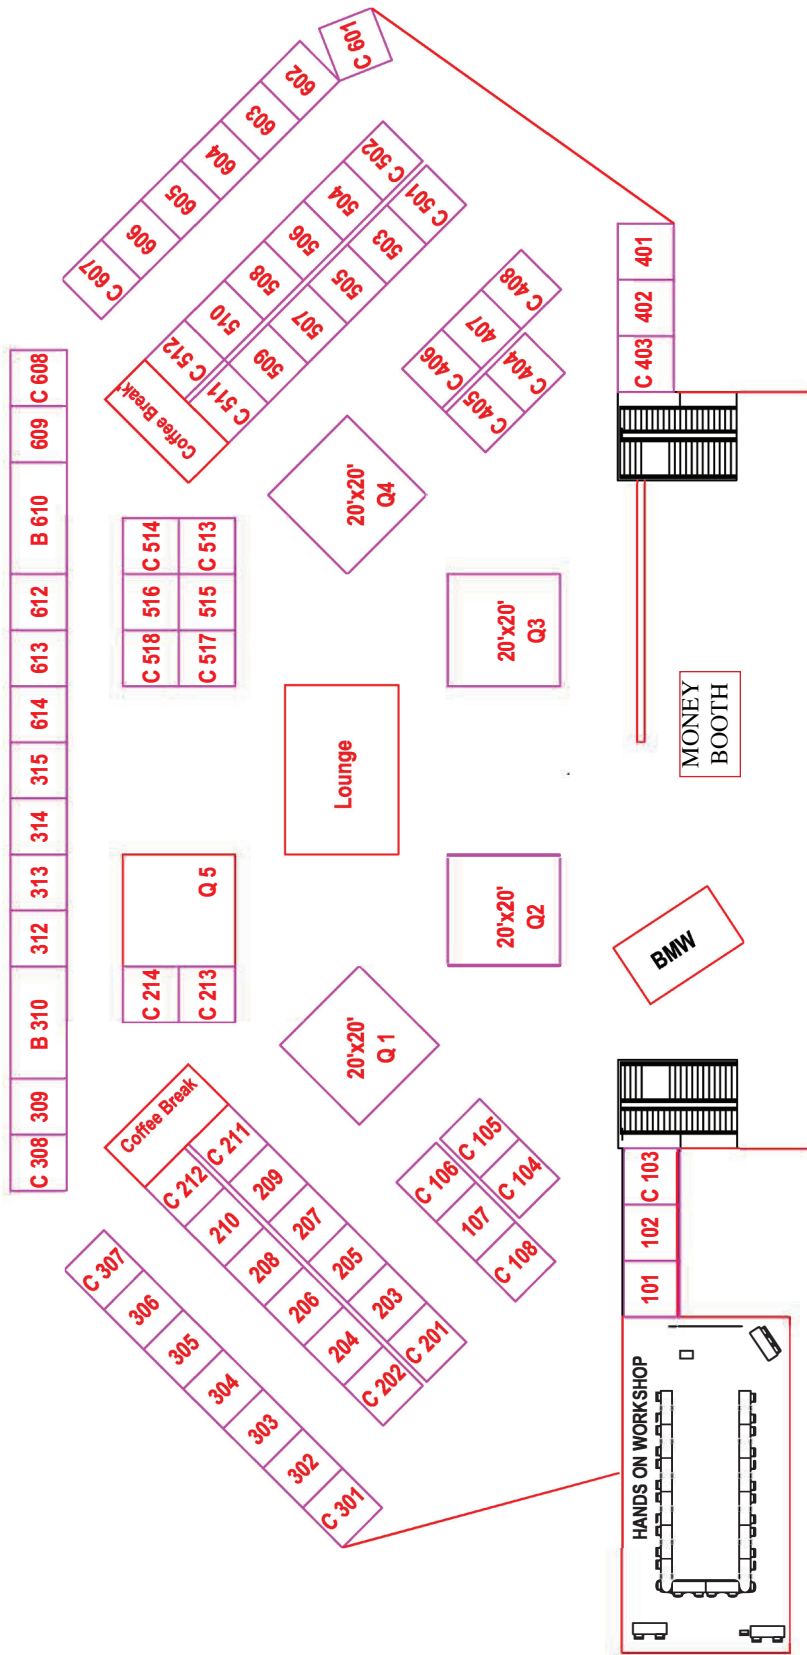 C 601
602
603
604
605
606
C 607
C 502
504
506
508
510
C 512
C 501
503
505
507
509
C 511
Coffee Break
C 408
407
C 406
C 404
C 405
401
402
C 403
C 608
609
B 610
612
613
614
315
314
313
312
B 310
309
C 308
C 514
C 513
516
515
C 518
C 517
20'x20'
Q4
20'x20'
Q3
MONEY
BOOTH
Lounge
Q 5
C 214
C 213
20'x20'
Q2
20'x20'
Q 1
BMW
Coffee Break
C 212
210
208
206
204
C 202
C 211
209
207
205
203
C 201
C 307
306
305
304
303
302
C 301
C 106
107
C 108
C 105
C 104
C 103
102
101
HANDS ON WORKSHOP